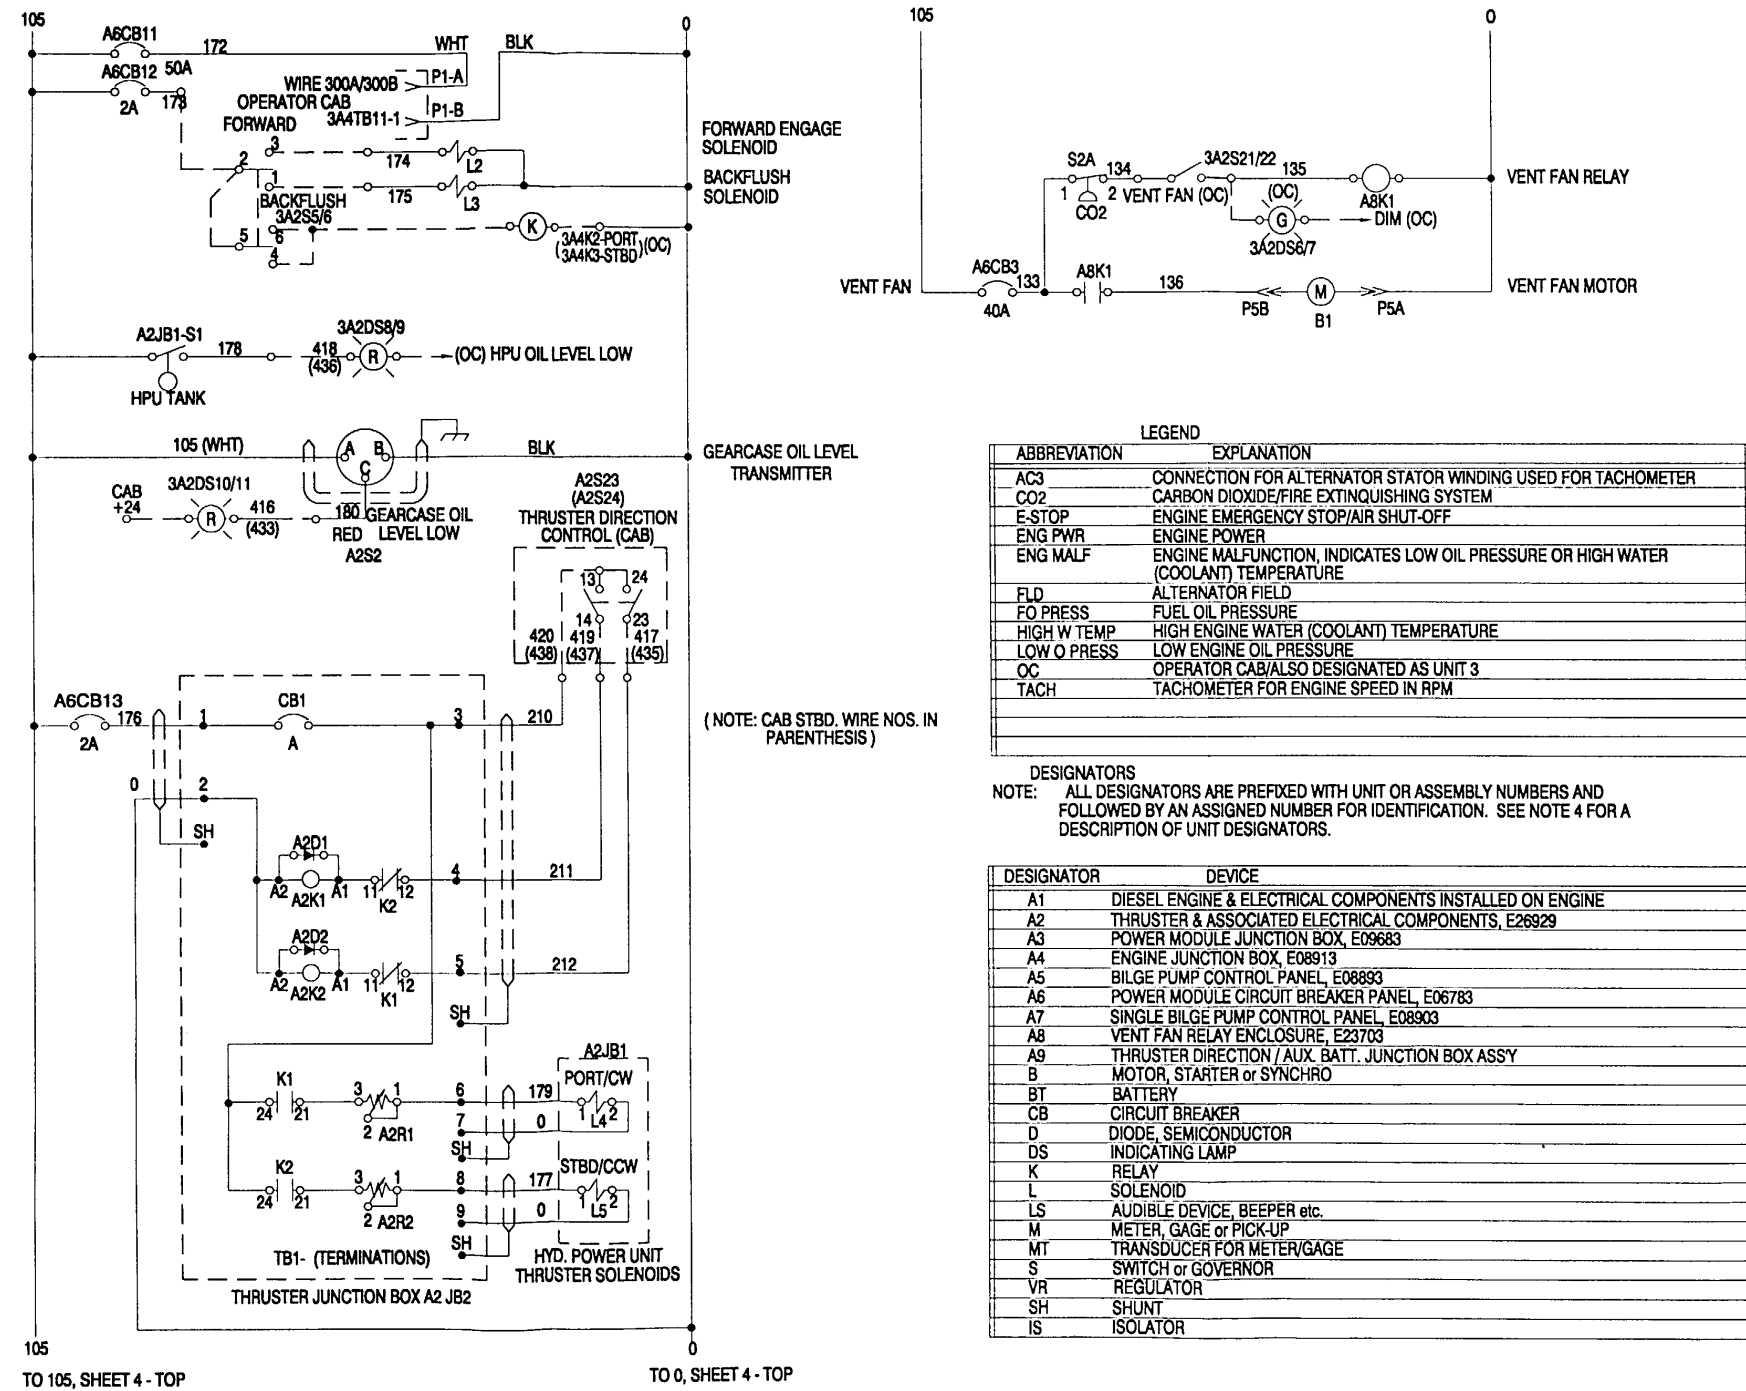 105
0
A6CB11
172
WHT
BLK
50A
WIRE 300A/300B
P1-A
A6CB12
2A
173
OPERATOR CAB
3A4TB11-1
P1-B
FORWARD
3
174
L2
FORWARD ENGAGE
SOLENOID
2
1
175
L3
BACKFLUSH
SOLENOID
BACKFLUSH
3A2S5/6
5
6
4
K
3A4K2-PORT
3A4K3-STBD
(OC)
A2JB1-S1
178
HPU TANK
418
(436)
3A2DS8/9
R
(OC) HPU OIL LEVEL LOW
105 (WHT)
A
B
C
BLK
GEARCASE OIL LEVEL
TRANSMITTER
CAB
+24
3A2DS10/11
R
416
(433)
180
RED
GEARCASE OIL
LEVEL LOW
A2S2
A2S23
(A2S24)
THRUSTER DIRECTION
CONTROL (CAB)
13
24
14
23
420
(438)
419
(437)
417
(435)
A6CB13
176
2A
1
CB1
A
3
210
( NOTE: CAB STBD. WIRE NOS. IN
PARENTHESIS )
0
2
SH
A2D1
A2
A2K1
A1
11
12
K2
4
211
A2D2
A2
A2K2
A1
11
12
K1
5
212
SH
K1
24
21
3
1
2
A2R1
6
179
7
0
SH
A2JB1
PORT/CW
1
2
L4
K2
24
21
3
1
2
A2R2
8
177
9
0
SH
STBD/CCW
1
2
L5
TB1- (TERMINATIONS)
HYD. POWER UNIT
THRUSTER SOLENOIDS
THRUSTER JUNCTION BOX A2 JB2
105
0
TO 105, SHEET 4 - TOP
TO 0, SHEET 4 - TOP
105
0
S2A
134
3A2S21/22
135
1
2
CO2
VENT FAN (OC)
(OC)
A8K1
VENT FAN RELAY
G
DIM (OC)
3A2DS6/7
VENT FAN
A6CB3
133
40A
A8K1
136
P5B
M
B1
P5A
VENT FAN MOTOR
LEGEND
ABBREVIATION EXPLANATION
AC3 CONNECTION FOR ALTERNATOR STATOR WINDING USED FOR TACHOMETER
CO2 CARBON DIOXIDE/FIRE EXTINQUISHING SYSTEM
E-STOP ENGINE EMERGENCY STOP/AIR SHUT-OFF
ENG PWR ENGINE POWER
ENG MALF ENGINE MALFUNCTION, INDICATES LOW OIL PRESSURE OR HIGH WATER
(COOLANT) TEMPERATURE
FLD ALTERNATOR FIELD
FO PRESS FUEL OIL PRESSURE
HIGH W TEMP HIGH ENGINE WATER (COOLANT) TEMPERATURE
LOW O PRESS LOW ENGINE OIL PRESSURE
OC OPERATOR CAB/ALSO DESIGNATED AS UNIT 3
TACH TACHOMETER FOR ENGINE SPEED IN RPM
DESIGNATORS
NOTE: ALL DESIGNATORS ARE PREFIXED WITH UNIT OR ASSEMBLY NUMBERS AND
FOLLOWED BY AN ASSIGNED NUMBER FOR IDENTIFICATION. SEE NOTE 4 FOR A
DESCRIPTION OF UNIT DESIGNATORS.
DESIGNATOR DEVICE
A1 DIESEL ENGINE & ELECTRICAL COMPONENTS INSTALLED ON ENGINE
A2 THRUSTER & ASSOCIATED ELECTRICAL COMPONENTS, E26929
A3 POWER MODULE JUNCTION BOX, E09683
A4 ENGINE JUNCTION BOX, E08913
A5 BILGE PUMP CONTROL PANEL, E08893
A6 POWER MODULE CIRCUIT BREAKER PANEL, E06783
A7 SINGLE BILGE PUMP CONTROL PANEL, E08903
A8 VENT FAN RELAY ENCLOSURE, E23703
A9 THRUSTER DIRECTION / AUX. BATT. JUNCTION BOX ASS'Y
B MOTOR, STARTER or SYNCHRO
BT BATTERY
CB CIRCUIT BREAKER
D DIODE, SEMICONDUCTOR
DS INDICATING LAMP
K RELAY
L SOLENOID
LS AUDIBLE DEVICE, BEEPER etc.
M METER, GAGE or PICK-UP
MT TRANSDUCER FOR METER/GAGE
S SWITCH or GOVERNOR
VR REGULATOR
SH SHUNT
IS ISOLATOR